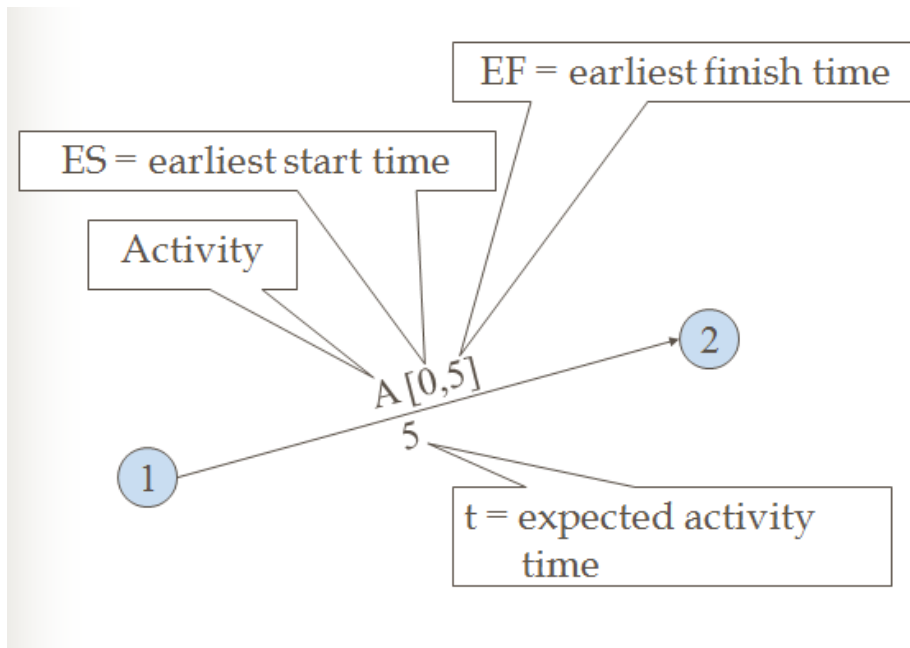 EF = earliest finish time
ES = earliest start time
Activity
A [0,5]
5
1
2
t = expected activity
time